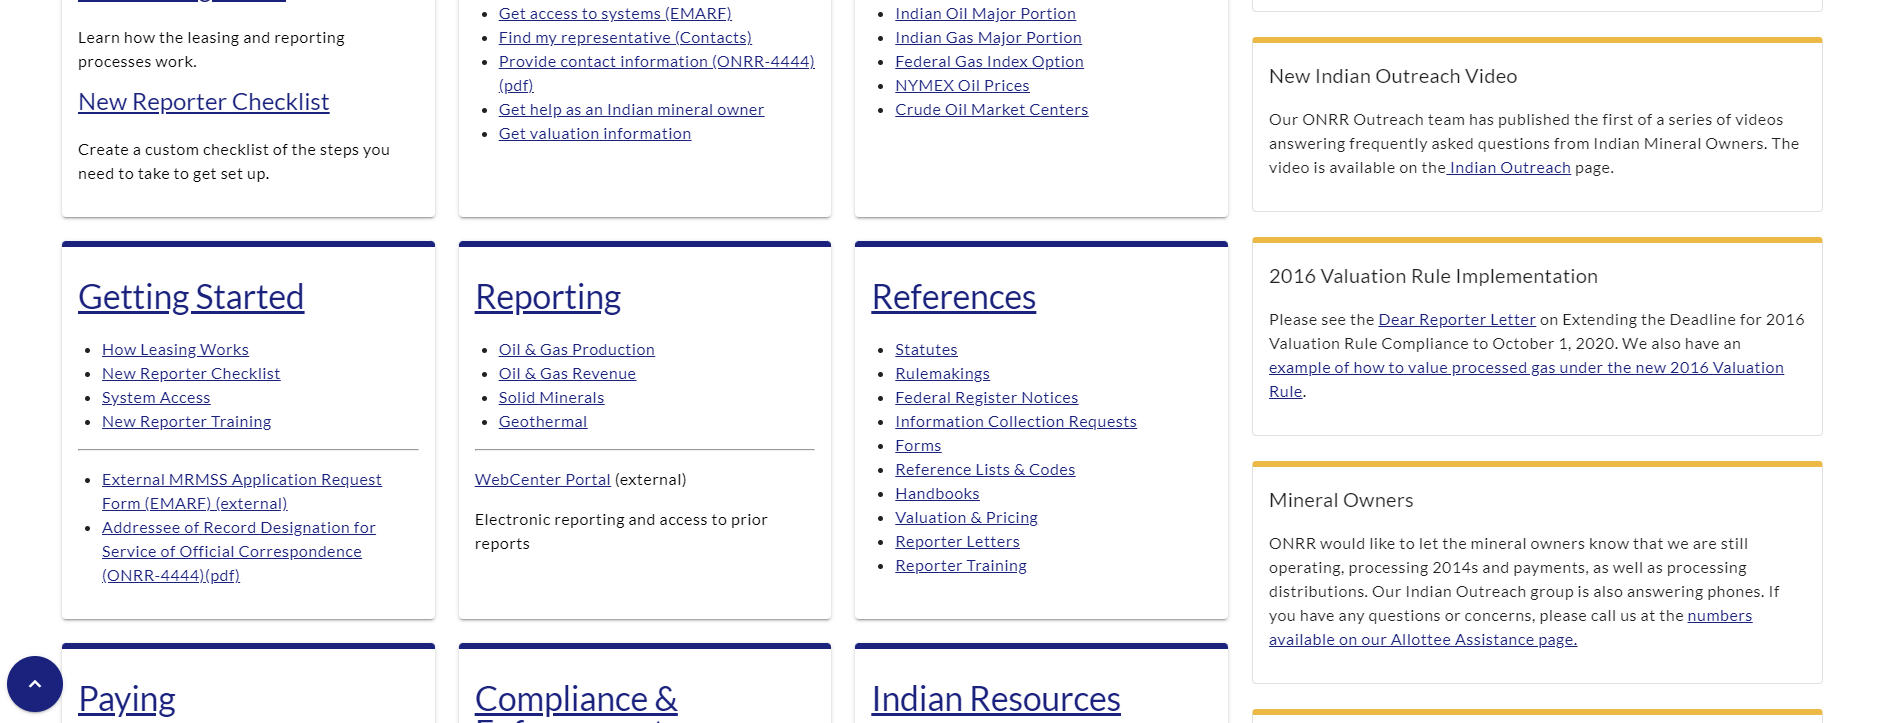 Learn how the leasing and reporting
processes work.
New Reporter Checklist
Create a custom checklist of the steps you
need to take to get set up.
Get access to systems (EMARF)
Find my representative (Contacts)
Provide contact information (ONRR-4444)
(pdf)
Get help as an Indian mineral owner
Get valuation information
Indian Oil Major Portion
Indian Gas Major Portion
Federal Gas Index Option
NYMEX Oil Prices
Crude Oil Market Centers
New Indian Outreach Video
Our ONRR Outreach team has published the first of a series of videos
answering frequently asked questions from Indian Mineral Owners. The
video is available on the Indian Outreach page.
Getting Started
How Leasing Works
New Reporter Checklist
System Access
New Reporter Training
External MRMSS Application Request
Form (EMARF) (external)
Addressee of Record Designation for
Service of Official Correspondence
(ONRR-4444)(pdf)
Reporting
Oil & Gas Production
Oil & Gas Revenue
Solid Minerals
Geothermal
WebCenter Portal (external)
Electronic reporting and access to prior
reports
References
Statutes
Rulemakings
Federal Register Notices
Information Collection Requests
Forms
Reference Lists & Codes
Handbooks
Valuation & Pricing
Reporter Letters
Reporter Training
2016 Valuation Rule Implementation
Please see the Dear Reporter Letter on Extending the Deadline for 2016
Valuation Rule Compliance to October 1, 2020. We also have an
example of how to value processed gas under the new 2016 Valuation
Rule.
Mineral Owners
ONRR would like to let the mineral owners know that we are still
operating, processing 2014s and payments, as well as processing
distributions. Our Indian Outreach group is also answering phones. If
you have any questions or concerns, please call us at the numbers
available on our Allottee Assistance page.
Paying
Compliance &
Indian Resources